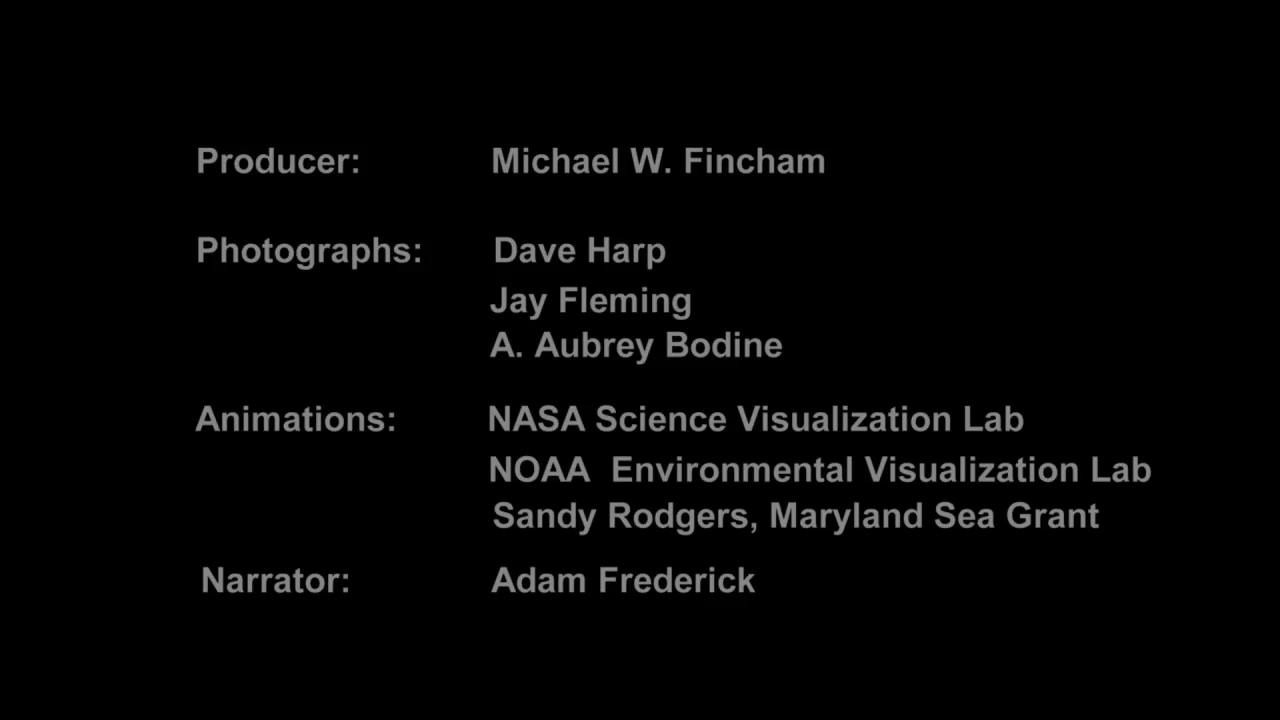 Producer: Michael W. Fincham
Photographs: Dave Harp
Jay Fleming
A. Aubrey Bodine
Animations: NASA Science Visualization Lab
NOAA Environmental Visualization Lab
Sandy Rodgers, Maryland Sea Grant
Narrator: Adam Frederick